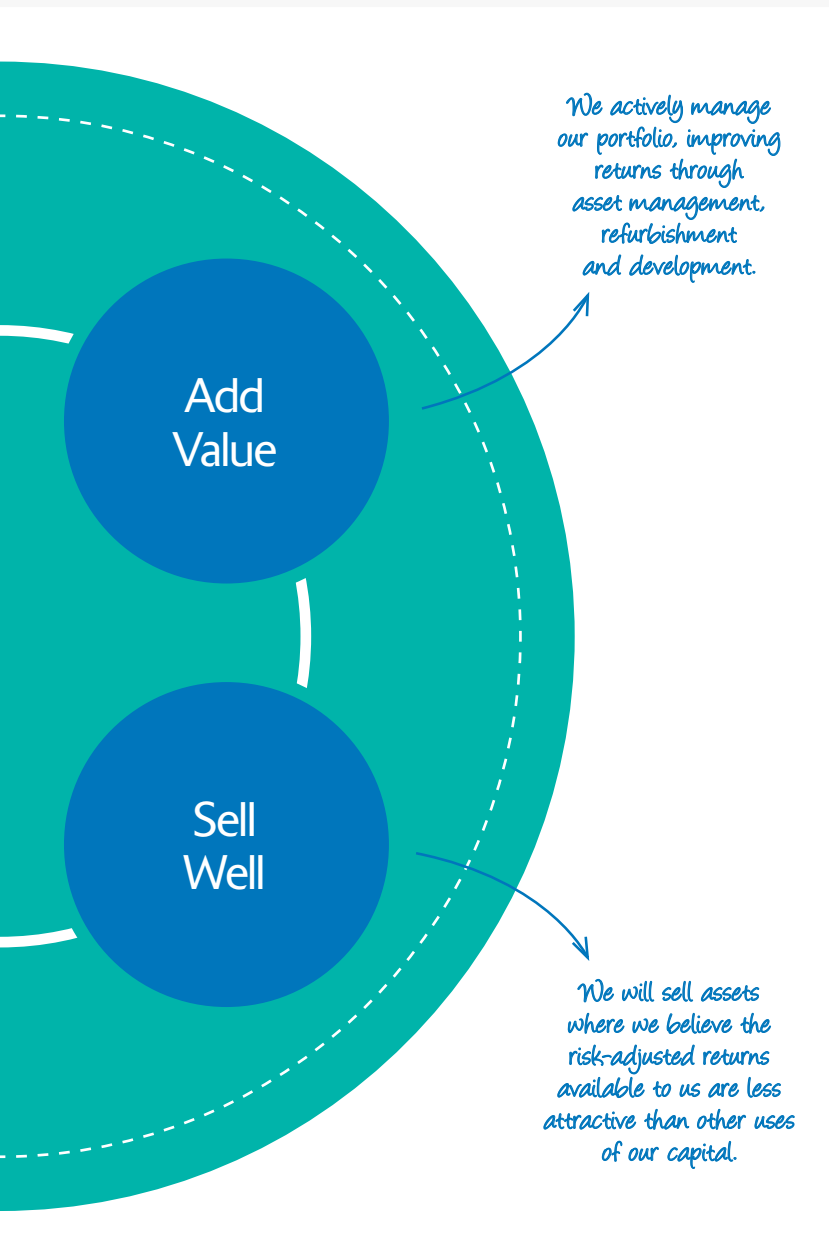 We actively manage
our portfolio, improving
returns through
asset management,
refurbishment
and development.
Add
Value
Sell
Well
We will sell assets
where we believe the
risk-adjusted returns
available to us are less
attractive than other uses
of our capital.